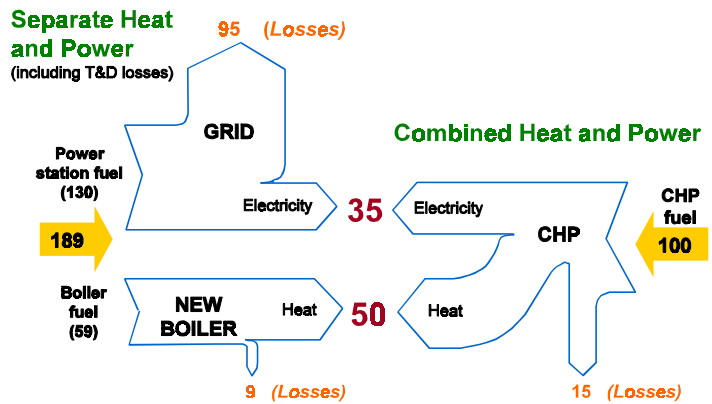 Separate Heat
and Power
(including T&D losses)
95 (Losses)
GRID
Combined Heat and Power
Power
station fuel
(130)
Electricity
35
Electricity
CHP
CHP
fuel
189
100
Boiler
fuel
(59)
NEW
BOILER
Heat
50
Heat
9 (Losses)
15 (Losses)